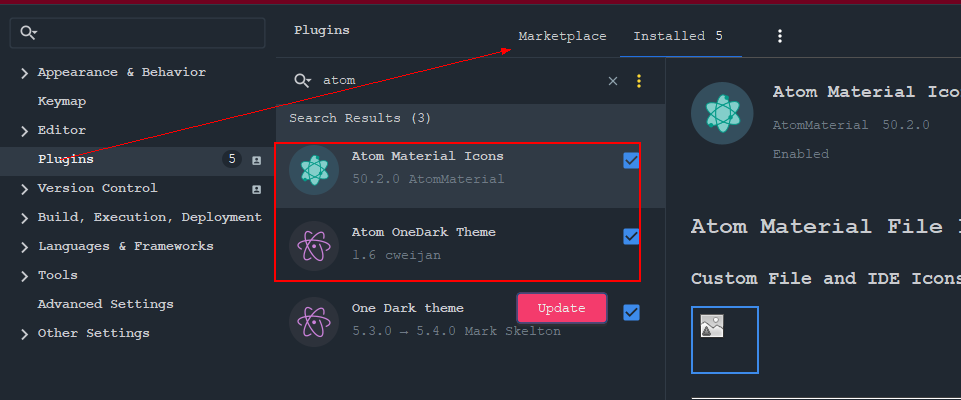 Plugins
Marketplace
Installed 5
Appearance & Behavior
Keymap
Editor
Plugins 5
Version Control
Build, Execution, Deployment
Languages & Frameworks
Tools
Advanced Settings
Other Settings
atom
Search Results (3)
Atom Material Icons
50.2.0 AtomMaterial
Atom OneDark Theme
1.6 cweijan
One Dark theme
5.3.0 → 5.4.0 Mark Skelton
Update
Atom Material Ico
AtomMaterial 50.2.0
Enabled
Atom Material File
Custom File and IDE Icons